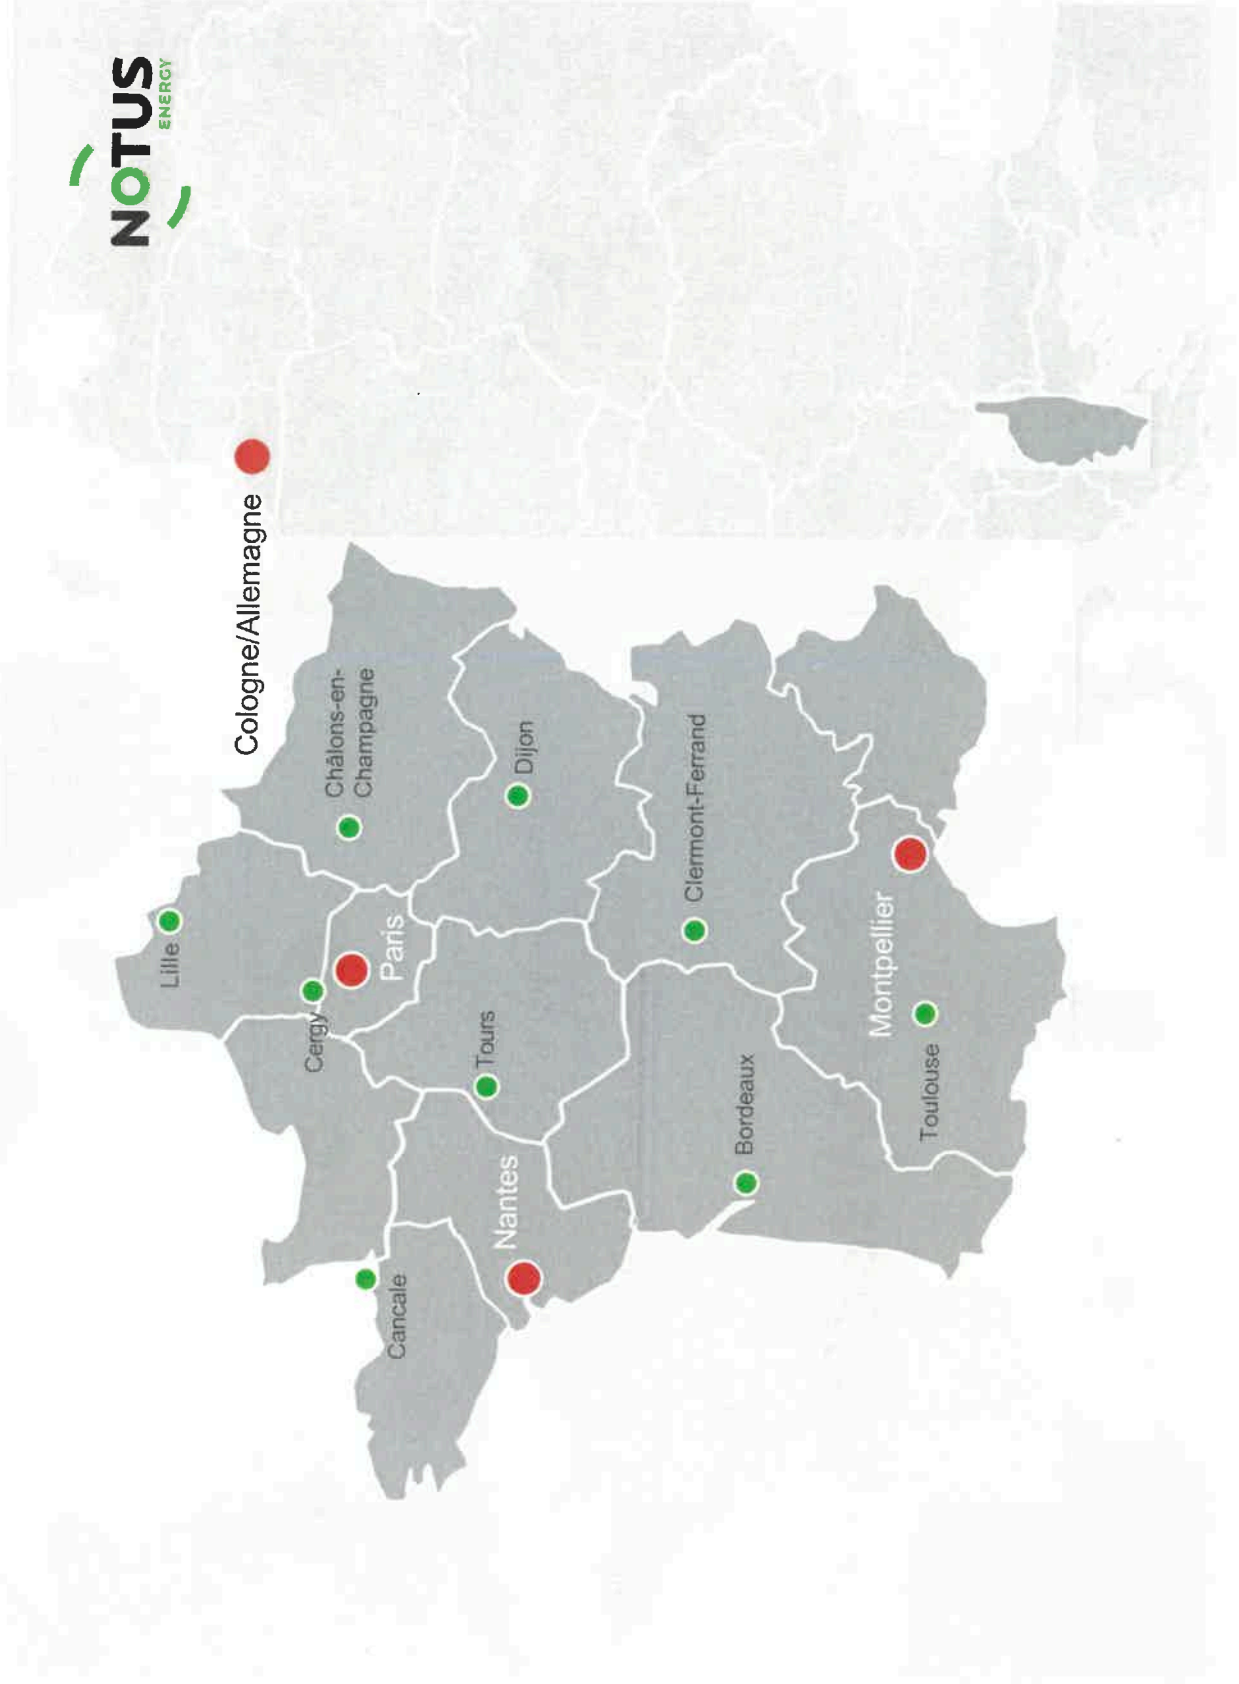 NOTUS
ENERGY
Cologne/Allemagne
Lille
Châlons-en-
Champagne
Cergy
Paris
Cancale
Tours
Dijon
Nantes
Clermont-Ferrand
Bordeaux
Montpellier
Toulouse